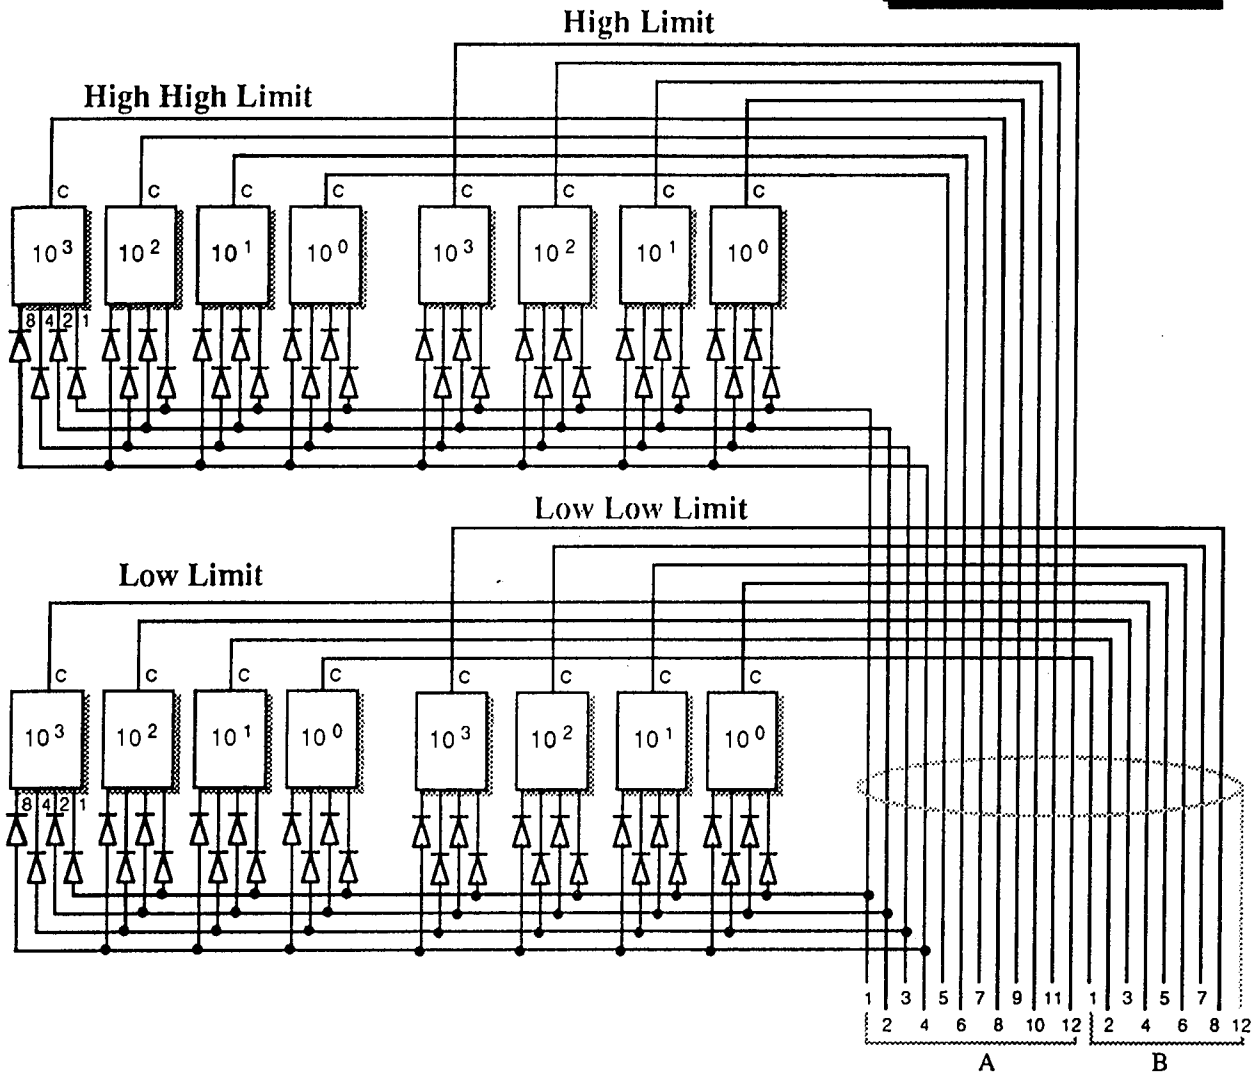 High Limit
High High Limit
C C C C C C C C
10³ 10² 10¹ 10⁰ 10³ 10² 10¹ 10⁰
8 4 2 1
Low Low Limit
Low Limit
C C C C C C C C
10³ 10² 10¹ 10⁰ 10³ 10² 10¹ 10⁰
8 4 2 1
1 3 5 7 9 11 1 3 5 7
2 4 6 8 10 12 2 4 6 8 12
A B